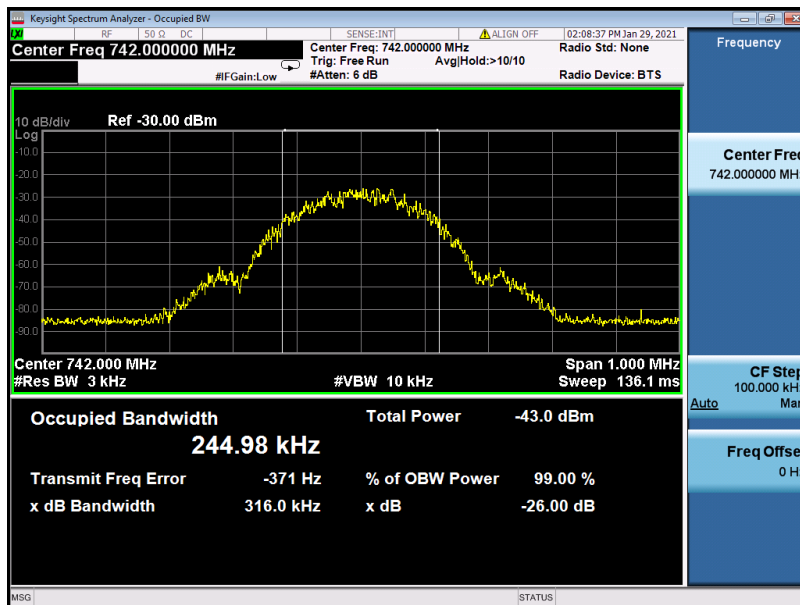 Keysight Spectrum Analyzer - Occupied BW
LXI RF 50 Ω DC SENSE:INT ALIGN OFF 02:08:37 PM Jan 29, 2021
Center Freq 742.000000 MHz
Center Freq: 742.000000 MHz Radio Std: None
Trig: Free Run Avg|Hold:>10/10
#IFGain:Low #Atten: 6 dB Radio Device: BTS
Frequency
10 dB/div Ref -30.00 dBm
Log
-10.0
-20.0
-30.0
-40.0
-50.0
-60.0
-70.0
-80.0
-90.0
Center 742.000 MHz Span 1.000 MHz
#Res BW 3 kHz #VBW 10 kHz Sweep 136.1 ms
Occupied Bandwidth Total Power -43.0 dBm
244.98 kHz
Transmit Freq Error -371 Hz % of OBW Power 99.00 %
x dB Bandwidth 316.0 kHz x dB -26.00 dB
Center Freq
742.000000 MHz
CF Step
100.000 kHz
Auto Man
Freq Offse
0 Hz
MSG STATUS